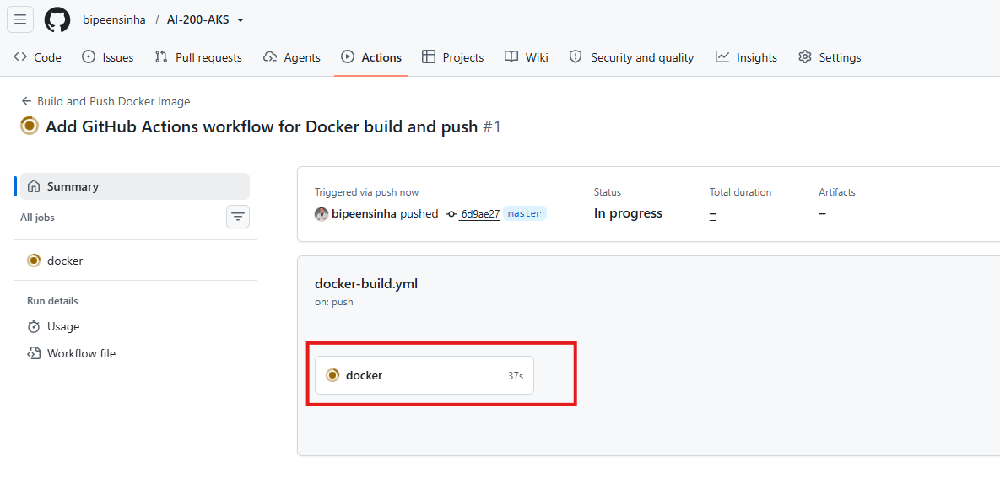 bipeensinha / AI-200-AKS
Code Issues Pull requests Agents Actions Projects Wiki Security and quality Insights Settings
Build and Push Docker Image
Add GitHub Actions workflow for Docker build and push #1
Summary
All jobs
docker
Run details
Usage
Workflow file
Triggered via push now
bipeensinha pushed 6d9ae27 master
Status
In progress
Total duration
–
Artifacts
–
docker-build.yml
on: push
docker 37s